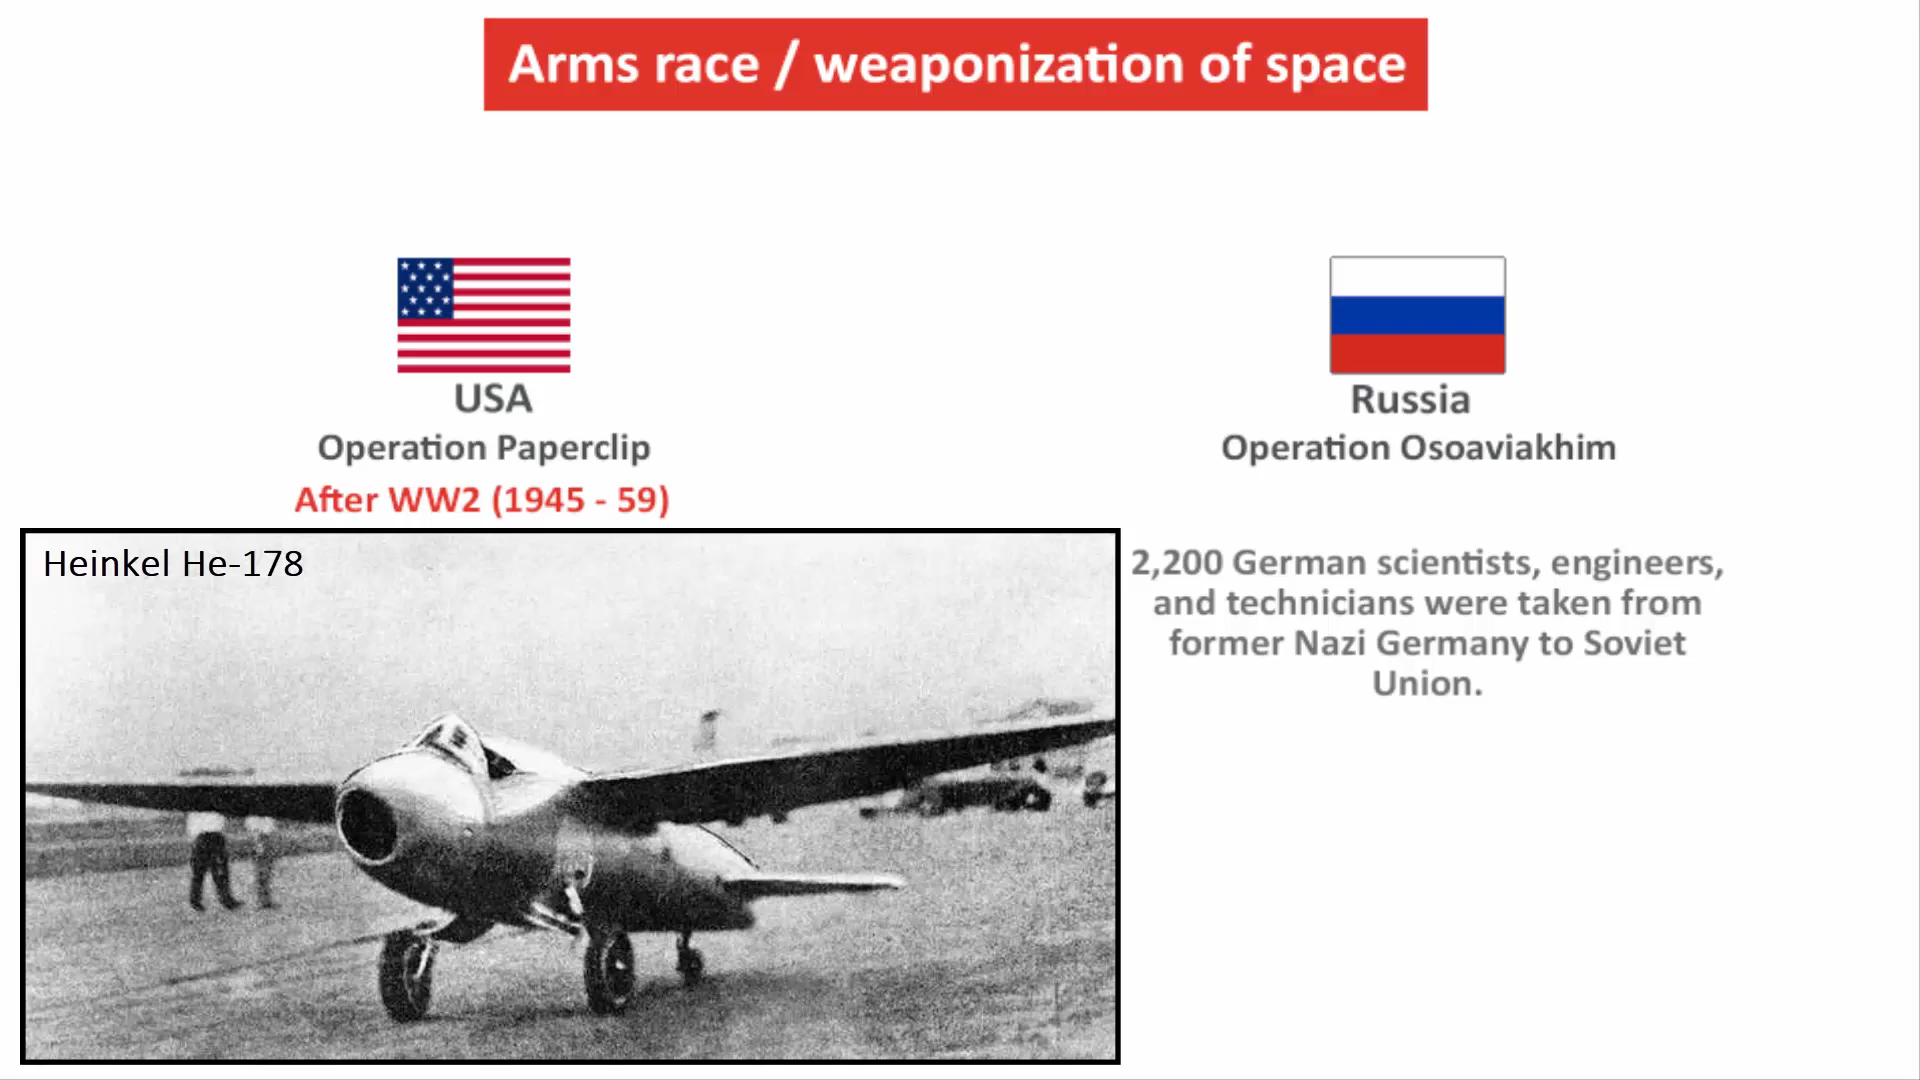 Arms race / weaponization of space
USA
Operation Paperclip
After WW2 (1945 - 59)
Russia
Operation Osoaviakhim
Heinkel He-178
2,200 German scientists, engineers,
and technicians were taken from
former Nazi Germany to Soviet
Union.